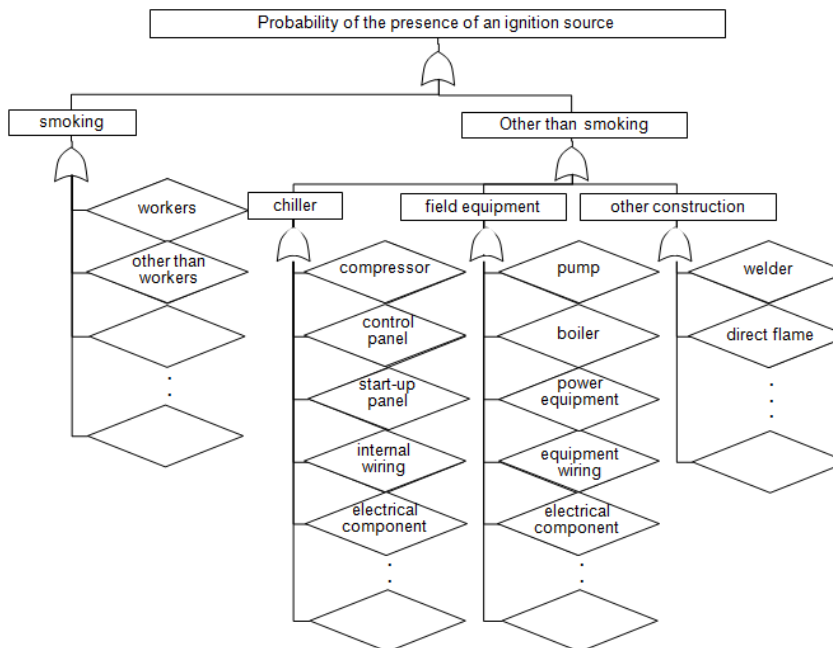 Probability of the presence of an ignition source
smoking
Other than smoking
workers
other than
workers
chiller
field equipment
other construction
compressor
control
panel
start-up
panel
internal
wiring
electrical
component
pump
boiler
power
equipment
equipment
wiring
electrical
component
welder
direct flame